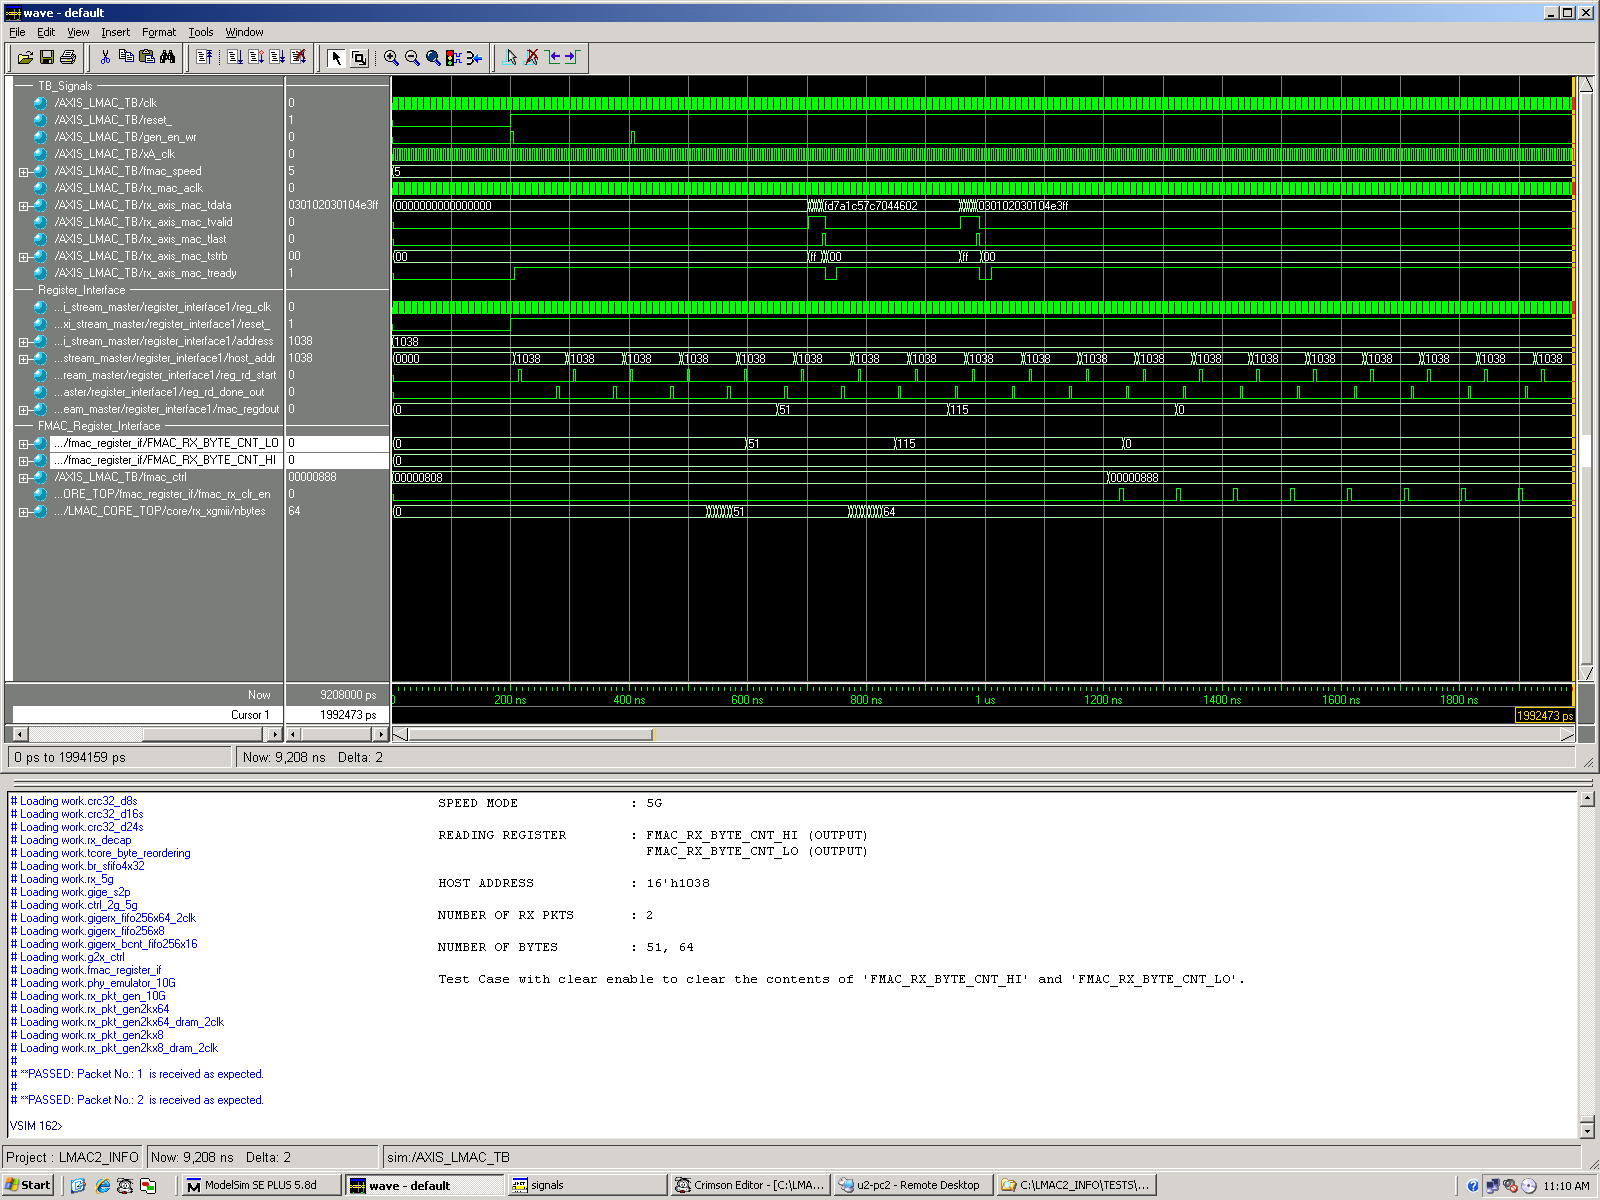 wave - default
File Edit View Insert Format Tools Window
TB_Signals
/AXIS_LMAC_TB/clk 0
/AXIS_LMAC_TB/reset_ 1
/AXIS_LMAC_TB/gen_en_wr 0
/AXIS_LMAC_TB/xA_clk 0
/AXIS_LMAC_TB/fmac_speed 5 5
/AXIS_LMAC_TB/rx_mac_aclk 0
/AXIS_LMAC_TB/rx_axis_mac_tdata 030102030104e3ff 0000000000000000 fd7a1c57c7044602 030102030104e3ff
/AXIS_LMAC_TB/rx_axis_mac_tvalid 0
/AXIS_LMAC_TB/rx_axis_mac_tlast 0
/AXIS_LMAC_TB/rx_axis_mac_tstrb 00 00 ff 00 ff 00
/AXIS_LMAC_TB/rx_axis_mac_tready 1
Register_Interface
...i_stream_master/register_interface1/reg_clk 0
...xi_stream_master/register_interface1/reset_ 1
...i_stream_master/register_interface1/address 1038 1038
...stream_master/register_interface1/host_addr 1038 0000 1038 1038 1038 1038 1038 1038 1038 1038 1038 1038 1038 1038 1038 1038 1038 1038 1038 1038 1038
...ream_master/register_interface1/reg_rd_start 0
...aster/register_interface1/reg_rd_done_out 0
...eam_master/register_interface1/mac_regdout 0 0 51 115 0
FMAC_Register_Interface
.../fmac_register_if/FMAC_RX_BYTE_CNT_LO 0 0 51 115 0
.../fmac_register_if/FMAC_RX_BYTE_CNT_HI 0 0
/AXIS_LMAC_TB/fmac_ctrl 00000888 00000808 00000888
...ORE_TOP/fmac_register_if/fmac_rx_clr_en 0
.../LMAC_CORE_TOP/core/rx_xgmii/nbytes 64 0 51 64
Now 9208000 ps 0 200 ns 400 ns 600 ns 800 ns 1 us 1200 ns 1400 ns 1600 ns 1800 ns
Cursor 1 1992473 ps 1992473 ps
0 ps to 1994159 ps Now: 9,208 ns Delta: 2
# Loading work.crc32_d8s
# Loading work.crc32_d16s
# Loading work.crc32_d24s
# Loading work.rx_decap
# Loading work.tcore_byte_reordering
# Loading work.br_sfifo4x32
# Loading work.rx_5g
# Loading work.gige_s2p
# Loading work.ctrl_2g_5g
# Loading work.gigerx_fifo256x64_2clk
# Loading work.gigerx_fifo256x8
# Loading work.gigerx_bcnt_fifo256x16
# Loading work.g2x_ctrl
# Loading work.fmac_register_if
# Loading work.phy_emulator_10G
# Loading work.rx_pkt_gen_10G
# Loading work.rx_pkt_gen2kx64
# Loading work.rx_pkt_gen2kx64_dram_2clk
# Loading work.rx_pkt_gen2kx8
# Loading work.rx_pkt_gen2kx8_dram_2clk
#
# **PASSED: Packet No.: 1 is received as expected.
#
# **PASSED: Packet No.: 2 is received as expected.
VSIM 162>
SPEED MODE : 5G
READING REGISTER : FMAC_RX_BYTE_CNT_HI (OUTPUT)
FMAC_RX_BYTE_CNT_LO (OUTPUT)
HOST ADDRESS : 16'h1038
NUMBER OF RX PKTS : 2
NUMBER OF BYTES : 51, 64
Test Case with clear enable to clear the contents of 'FMAC_RX_BYTE_CNT_HI' and 'FMAC_RX_BYTE_CNT_LO'.
Project : LMAC2_INFO Now: 9,208 ns Delta: 2 sim:/AXIS_LMAC_TB
Start ModelSim SE PLUS 5.8d wave - default signals Crimson Editor - [C:\LMA... u2-pc2 - Remote Desktop C:\LMAC2_INFO\TESTS\... 11:10 AM